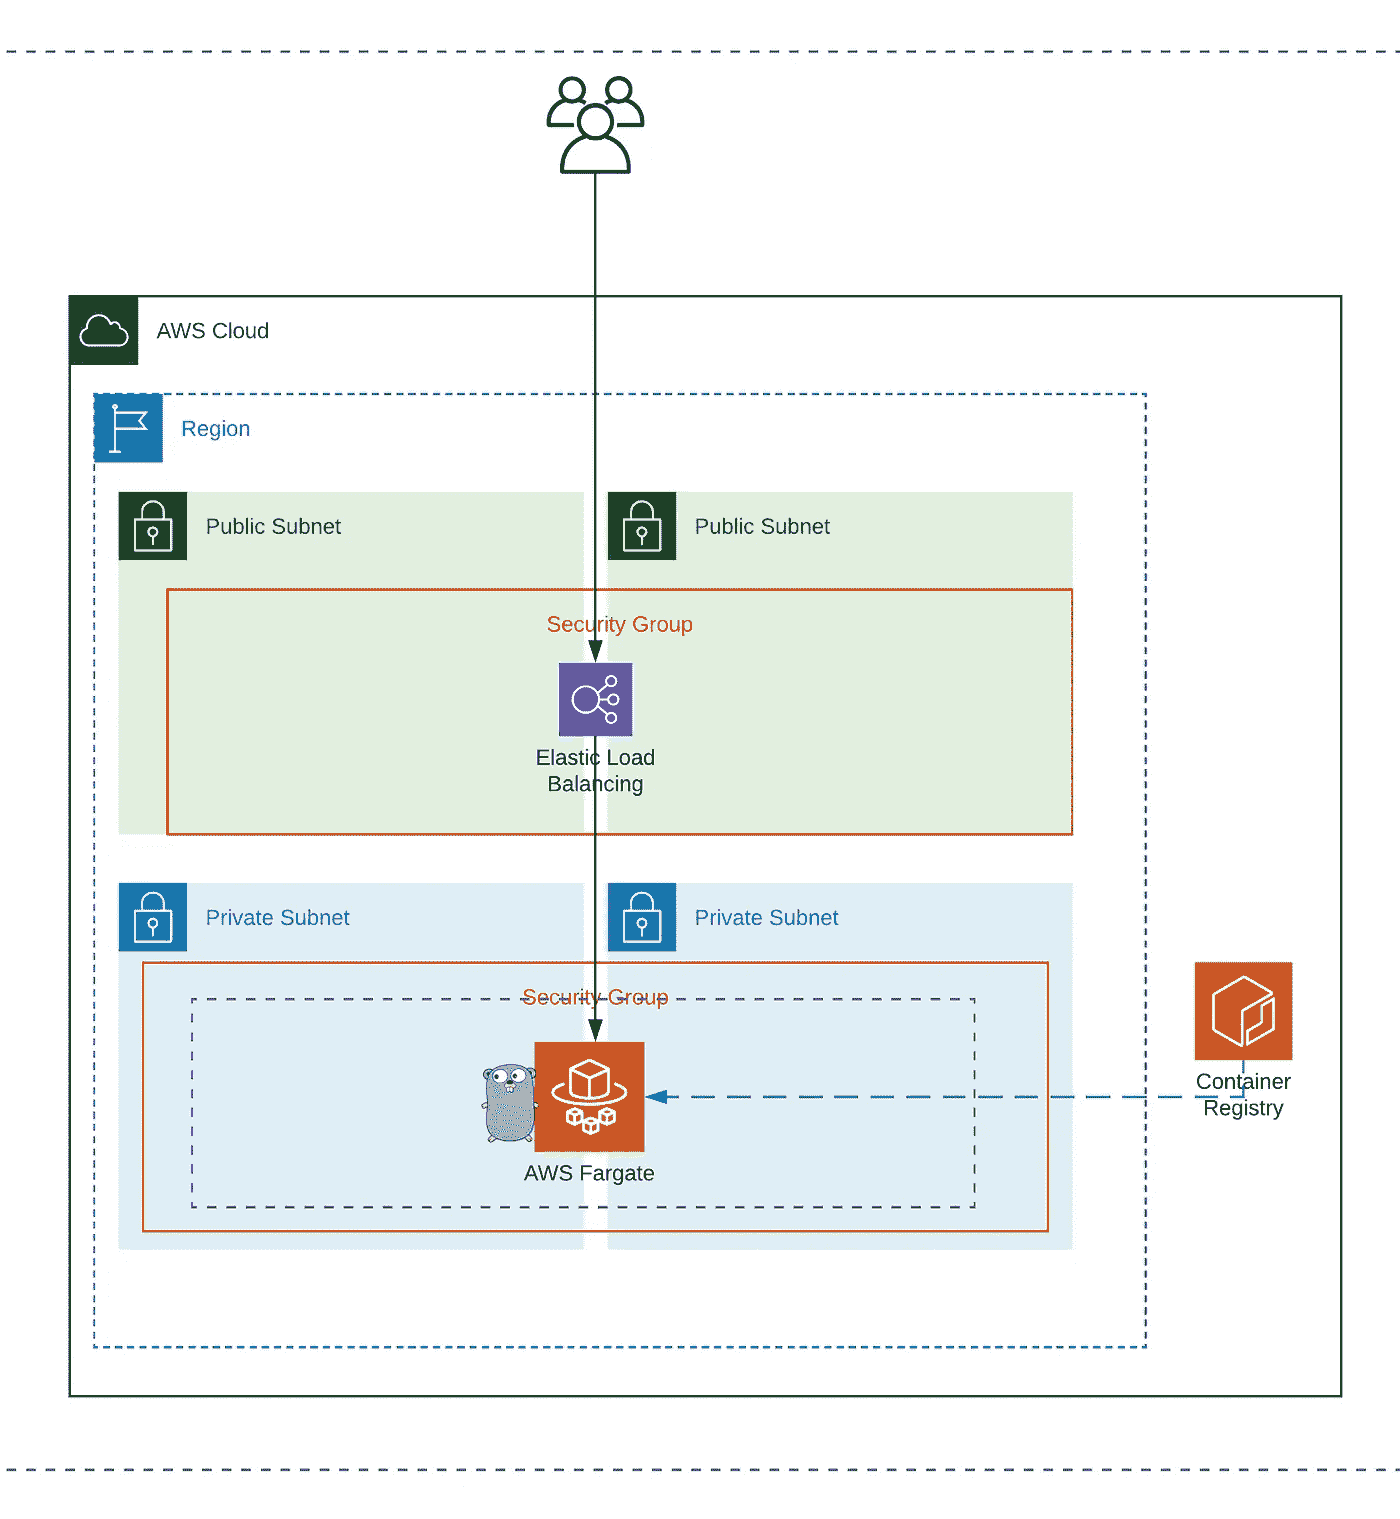 AWS Cloud
Region
Public Subnet
Public Subnet
Security Group
Elastic Load
Balancing
Private Subnet
Private Subnet
Security Group
AWS Fargate
Container
Registry